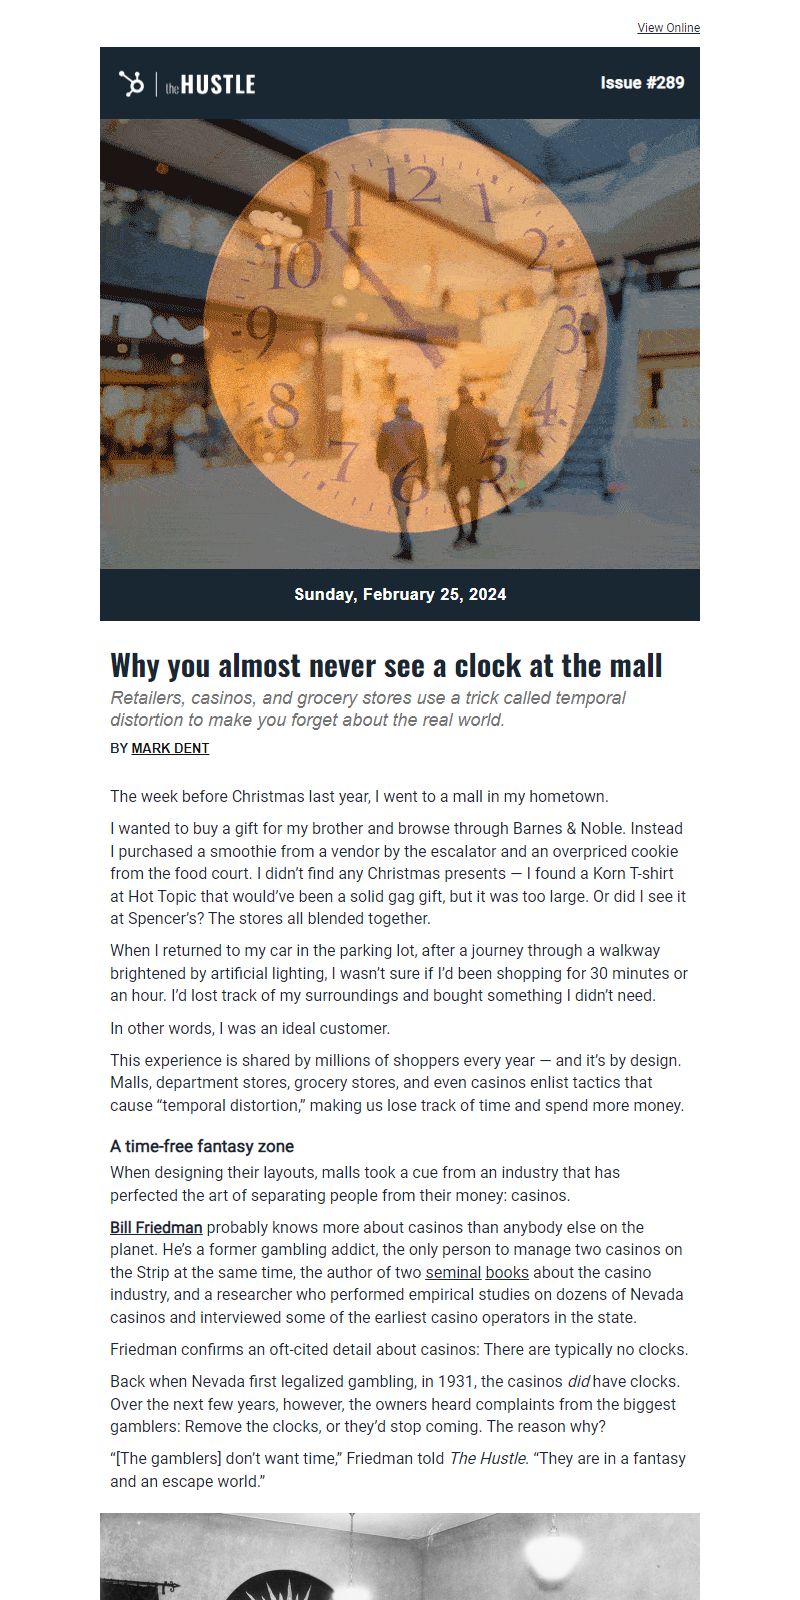 View Online
the HUSTLE
Issue #289
12
11
1
10
2
9
3
8
4
7
5
6
Sunday, February 25, 2024
Why you almost never see a clock at the mall
Retailers, casinos, and grocery stores use a trick called temporal
distortion to make you forget about the real world.
BY MARK DENT
The week before Christmas last year, I went to a mall in my hometown.
I wanted to buy a gift for my brother and browse through Barnes & Noble. Instead
I purchased a smoothie from a vendor by the escalator and an overpriced cookie
from the food court. I didn’t find any Christmas presents — I found a Korn T-shirt
at Hot Topic that would’ve been a solid gag gift, but it was too large. Or did I see it
at Spencer’s? The stores all blended together.
When I returned to my car in the parking lot, after a journey through a walkway
brightened by artificial lighting, I wasn’t sure if I’d been shopping for 30 minutes or
an hour. I’d lost track of my surroundings and bought something I didn’t need.
In other words, I was an ideal customer.
This experience is shared by millions of shoppers every year — and it’s by design.
Malls, department stores, grocery stores, and even casinos enlist tactics that
cause “temporal distortion,” making us lose track of time and spend more money.
A time-free fantasy zone
When designing their layouts, malls took a cue from an industry that has
perfected the art of separating people from their money: casinos.
Bill Friedman probably knows more about casinos than anybody else on the
planet. He’s a former gambling addict, the only person to manage two casinos on
the Strip at the same time, the author of two seminal books about the casino
industry, and a researcher who performed empirical studies on dozens of Nevada
casinos and interviewed some of the earliest casino operators in the state.
Friedman confirms an oft-cited detail about casinos: There are typically no clocks.
Back when Nevada first legalized gambling, in 1931, the casinos did have clocks.
Over the next few years, however, the owners heard complaints from the biggest
gamblers: Remove the clocks, or they’d stop coming. The reason why?
“[The gamblers] don’t want time,” Friedman told The Hustle. “They are in a fantasy
and an escape world.”